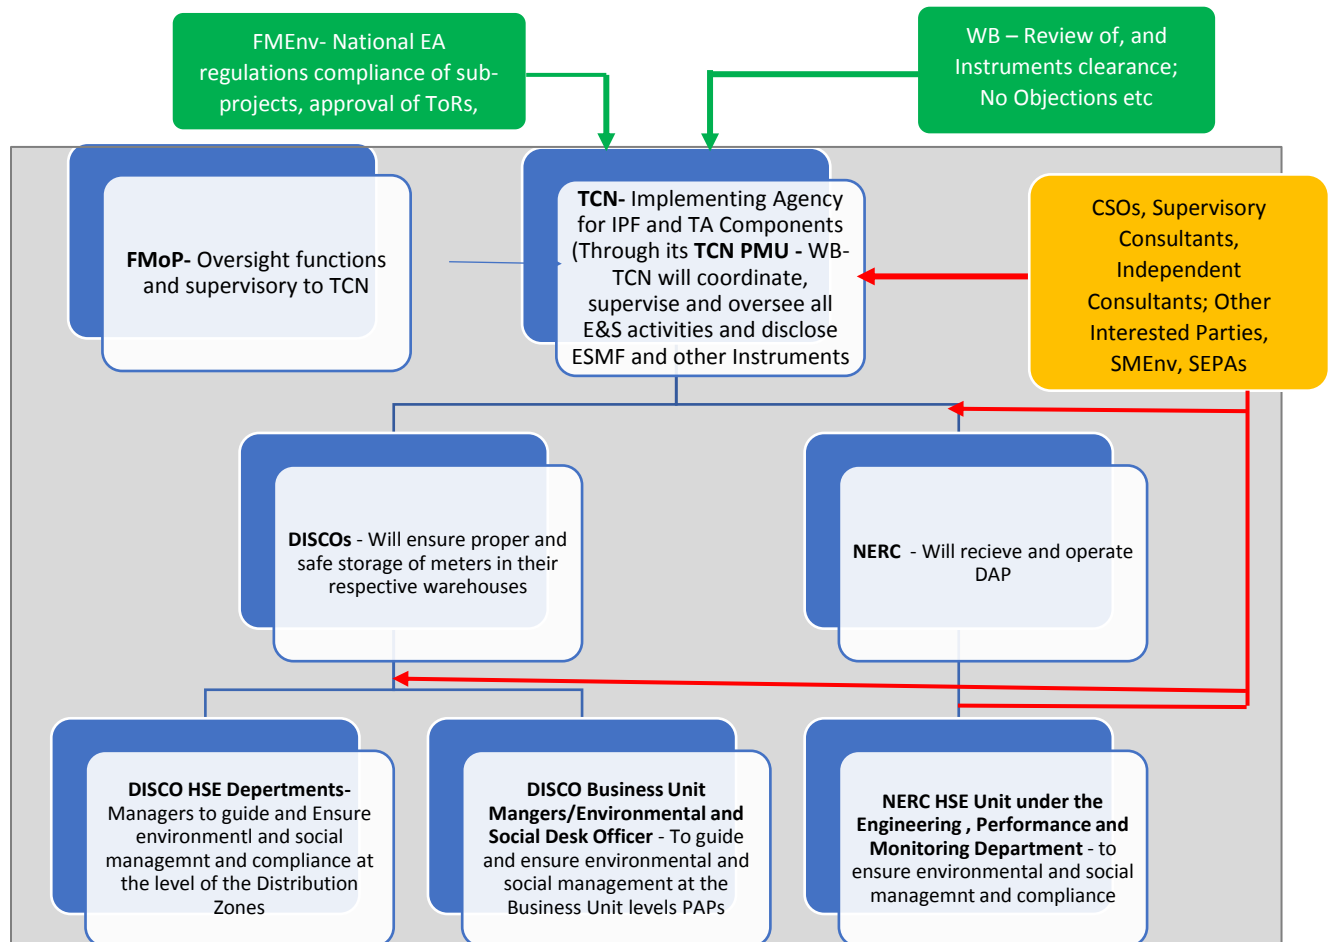 FMEnv- National EA
regulations compliance of sub-
projects, approval of ToRs,
WB – Review of, and
Instruments clearance;
No Objections etc
FMoP- Oversight functions
and supervisory to TCN
TCN- Implementing Agency
for IPF and TA Components
(Through its TCN PMU - WB-
TCN will coordinate,
supervise and oversee all
E&S activities and disclose
ESMF and other Instruments
CSOs, Supervisory
Consultants,
Independent
Consultants; Other
Interested Parties,
SMEnv, SEPAs
DISCOs - Will ensure proper and
safe storage of meters in their
respective warehouses
NERC - Will recieve and operate
DAP
DISCO HSE Depertments-
Managers to guide and Ensure
environmentl and social
managemnt and compliance at
the level of the Distribution
Zones
DISCO Business Unit
Mangers/Environmental and
Social Desk Officer - To guide
and ensure environmental and
social management at the
Business Unit levels PAPs
NERC HSE Unit under the
Engineering , Performance and
Monitoring Department - to
ensure environmental and social
managemnt and compliance